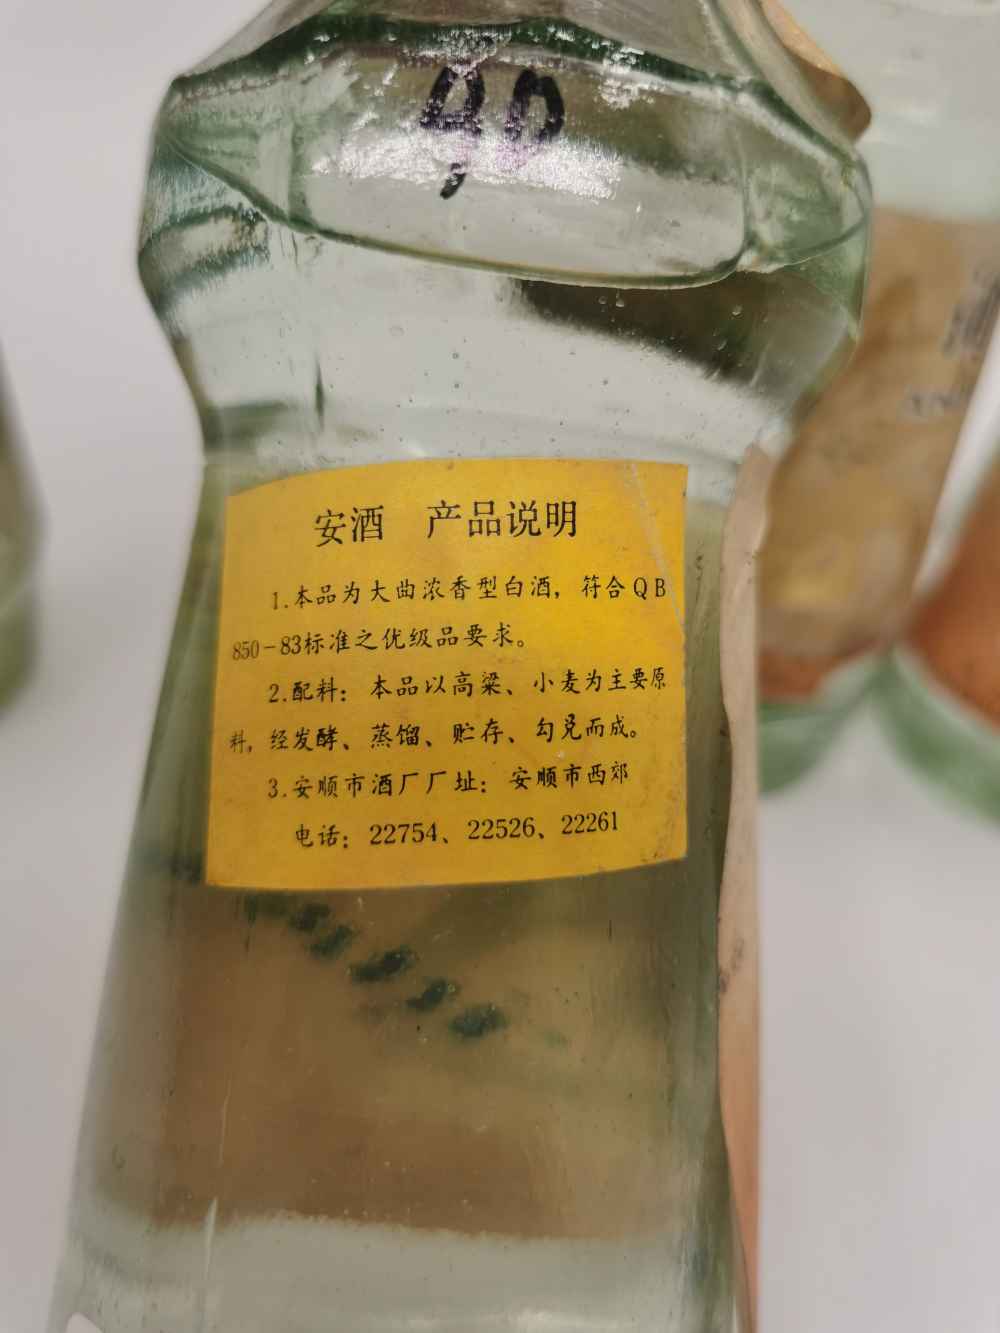 90
安酒 产品说明
1.本品为大曲浓香型白酒，符合QB
850-83标准之优级品要求。
2.配料：本品以高粱、小麦为主要原
料，经发酵、蒸馏、贮存、勾兑而成。
3.安顺市酒厂厂址：安顺市西郊
电话：22754、22526、22261